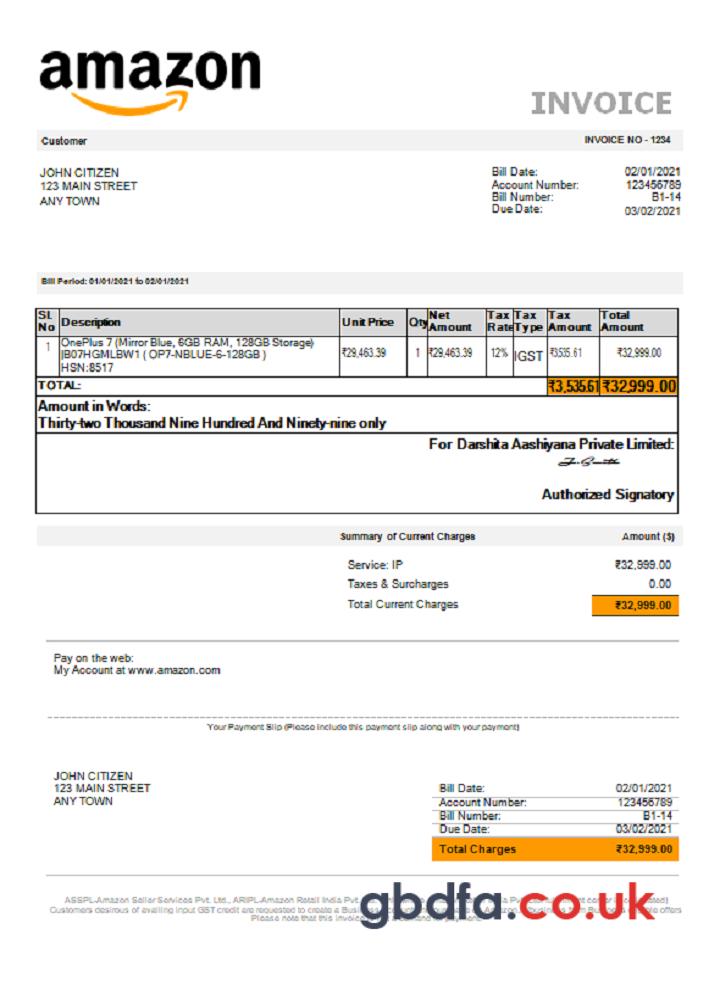 amazon
INVOICE
Customer INVOICE NO - 1234
JOHN CITIZEN
123 MAIN STREET
ANY TOWN
Bill Date: 02/01/2021
Account Number: 123456789
Bill Number: B1-14
Due Date: 03/02/2021
Bill Period: 01/01/2021 to 02/01/2021
SL No Description Unit Price Qty Net Amount Tax Rate Tax Type Tax Amount Total Amount
1 OnePlus 7 (Mirror Blue, 6GB RAM, 128GB Storage) ₹29,463.39 1 ₹29,463.39 12% IGST ₹3535.61 ₹32,999.00
|B07HGMLBW1 ( OP7-NBLUE-6-128GB )
HSN:8517
TOTAL: ₹3,535.61 ₹32,999.00
Amount in Words:
Thirty-two Thousand Nine Hundred And Ninety-nine only
For Darshita Aashiyana Private Limited:
Authorized Signatory
Summary of Current Charges Amount ($)
Service: IP ₹32,999.00
Taxes & Surcharges 0.00
Total Current Charges ₹32,999.00
Pay on the web:
My Account at www.amazon.com
Your Payment Slip (Please include this payment slip along with your payment)
JOHN CITIZEN
123 MAIN STREET
ANY TOWN
Bill Date: 02/01/2021
Account Number: 123456789
Bill Number: B1-14
Due Date: 03/02/2021
Total Charges ₹32,999.00
ASSPL-Amazon Seller Services Pvt. Ltd., ARIPL-Amazon Retail India Pvt.
Customers desirous of availing input GST credit are requested to create a
Please note that this invoice
gbdfa.co.uk